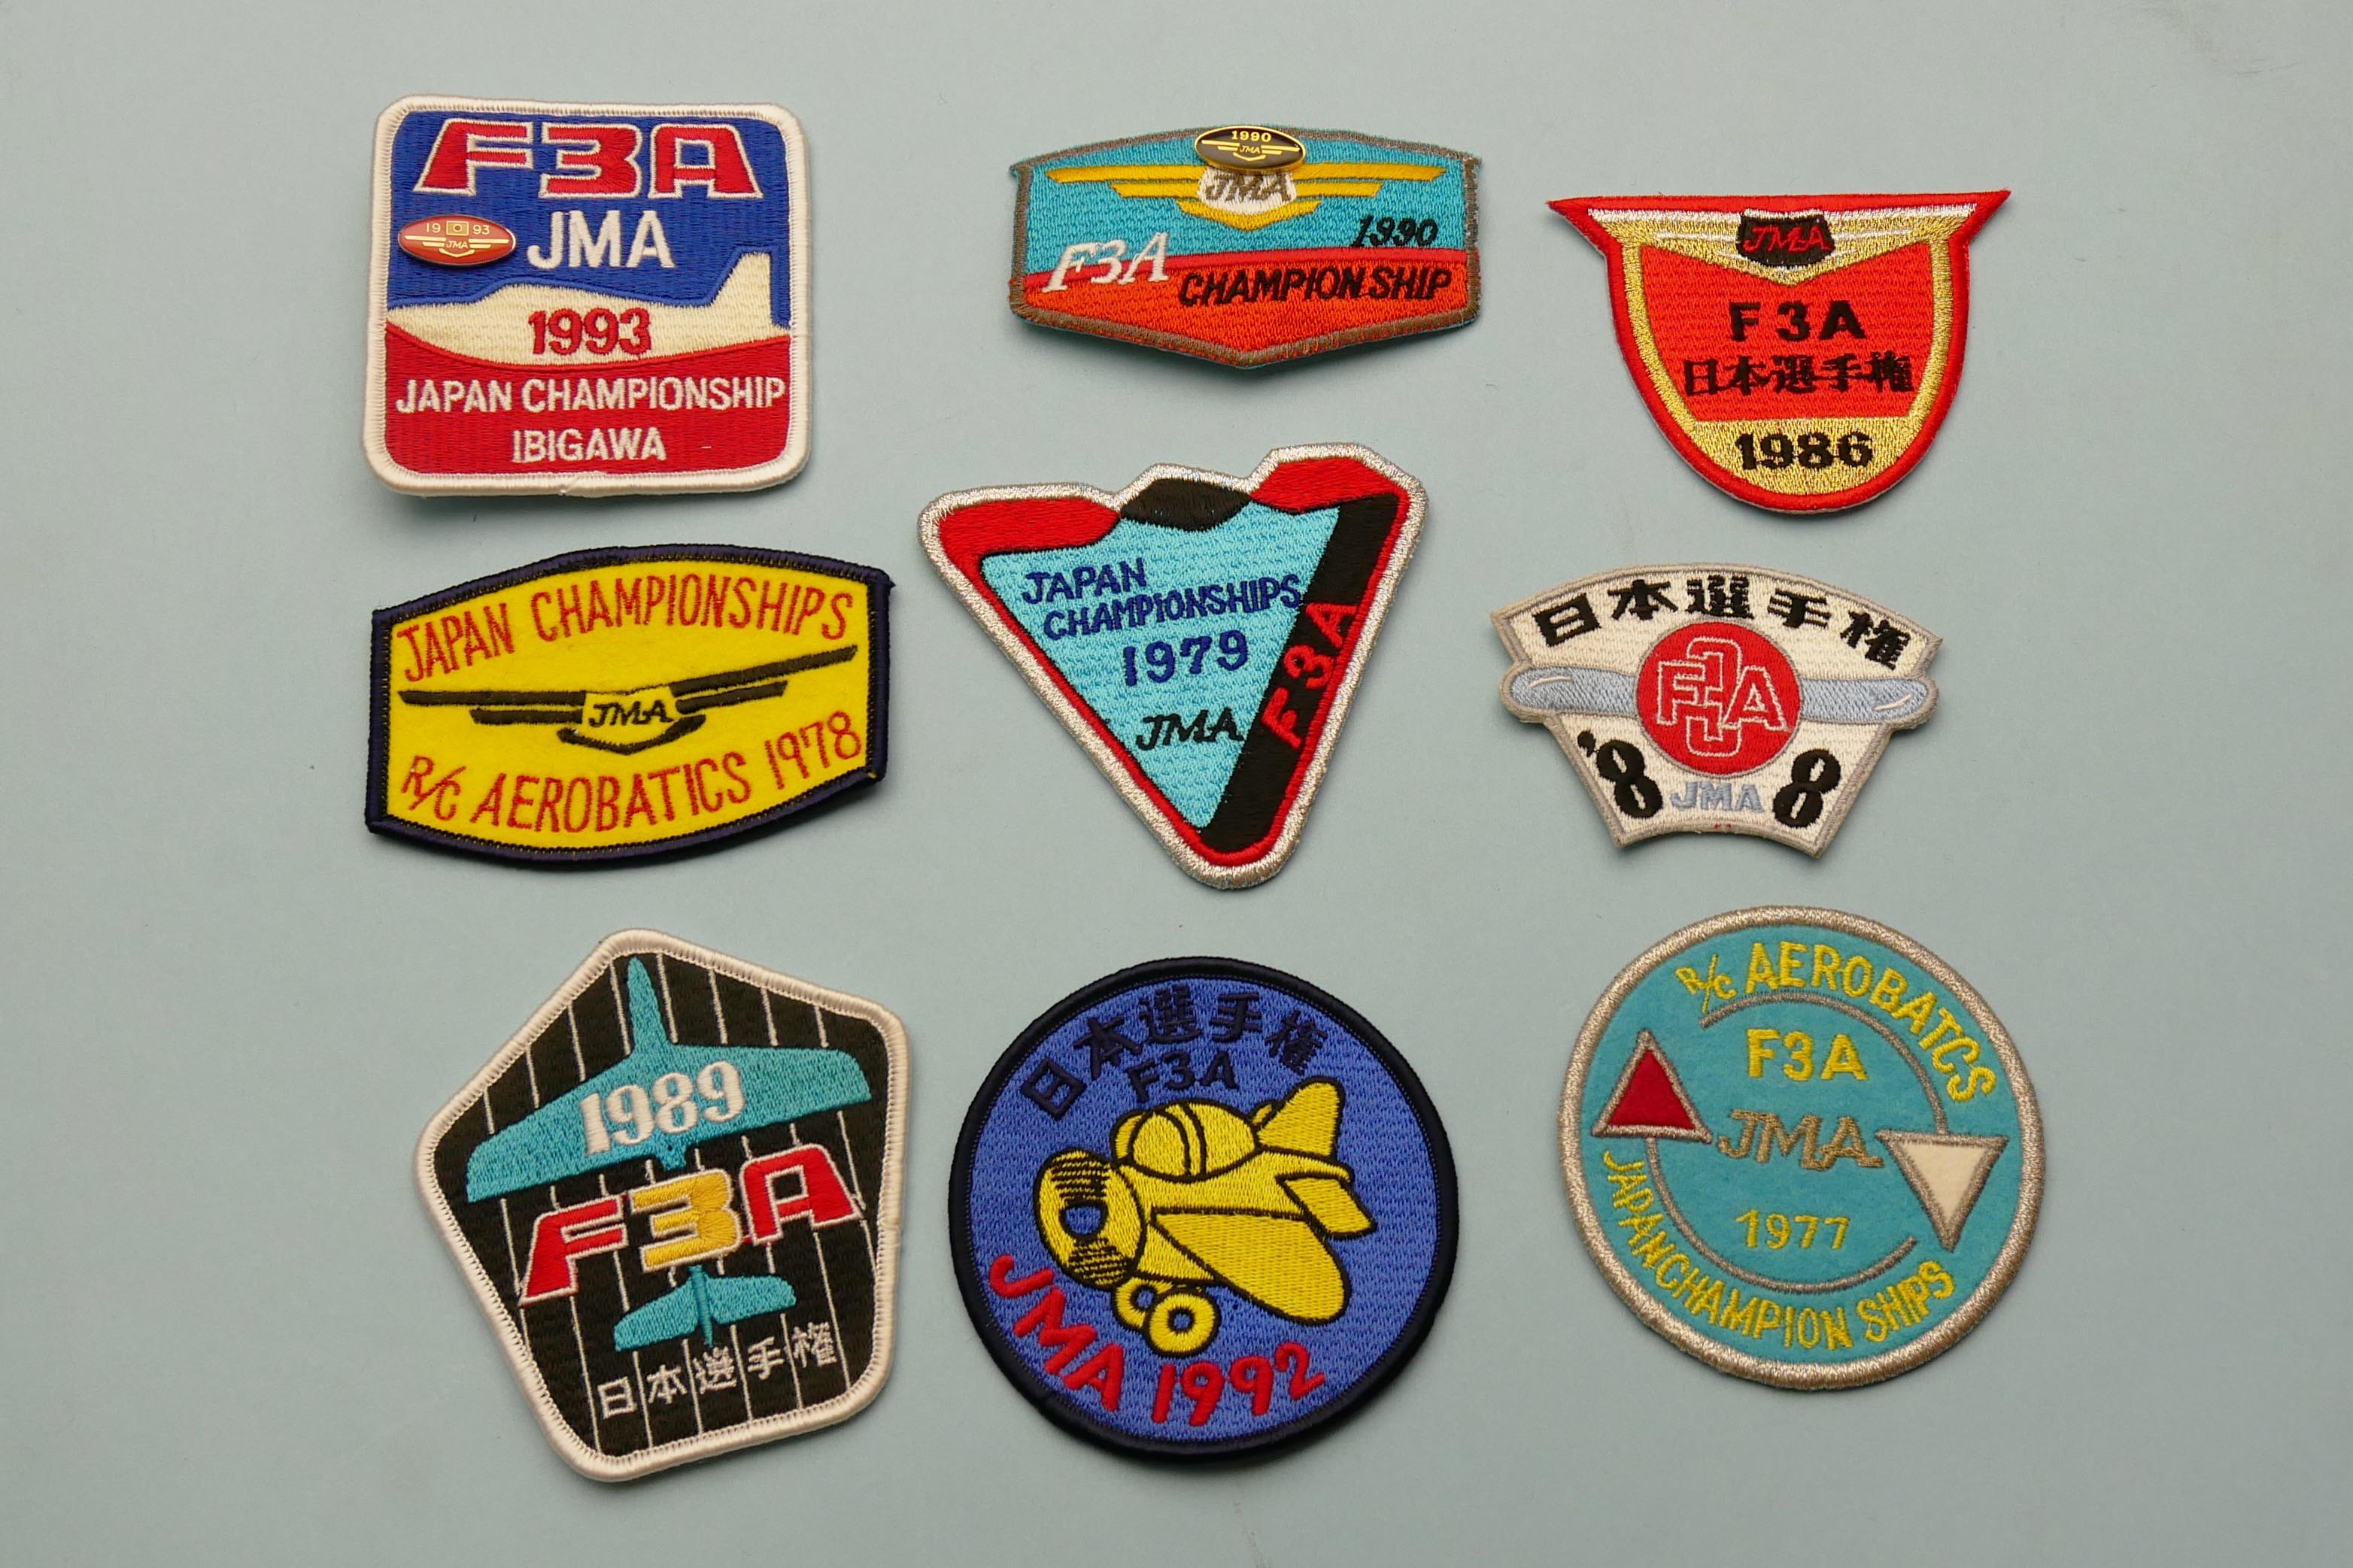 F3A
19 93
JMA
JMA
1993
JAPAN CHAMPIONSHIP
IBIGAWA
1990
JMA
JMA
1990
F3A
CHAMPIONSHIP
JMA
F3A
日本選手権
1986
JAPAN CHAMPIONSHIPS
JMA
R/C AEROBATICS 1978
JAPAN
CHAMPIONSHIPS
1979
JMA
F3A
日本選手権
F3A
'88
JMA
1989
F3A
日本選手権
日本選手権
F3A
JMA 1992
R/C AEROBATCS
F3A
JMA
1977
JAPANCHAMPION SHIPS